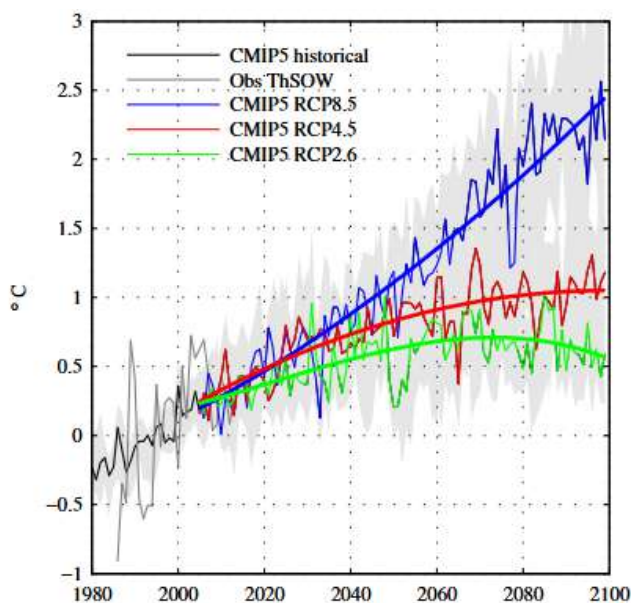 3
CMIP5 historical
Obs ThSOW
2.5
CMIP5 RCP8.5
CMIP5 RCP4.5
2
CMIP5 RCP2.6
1.5
° C
1
0.5
0
−0.5
−1
1980 2000 2020 2040 2060 2080 2100